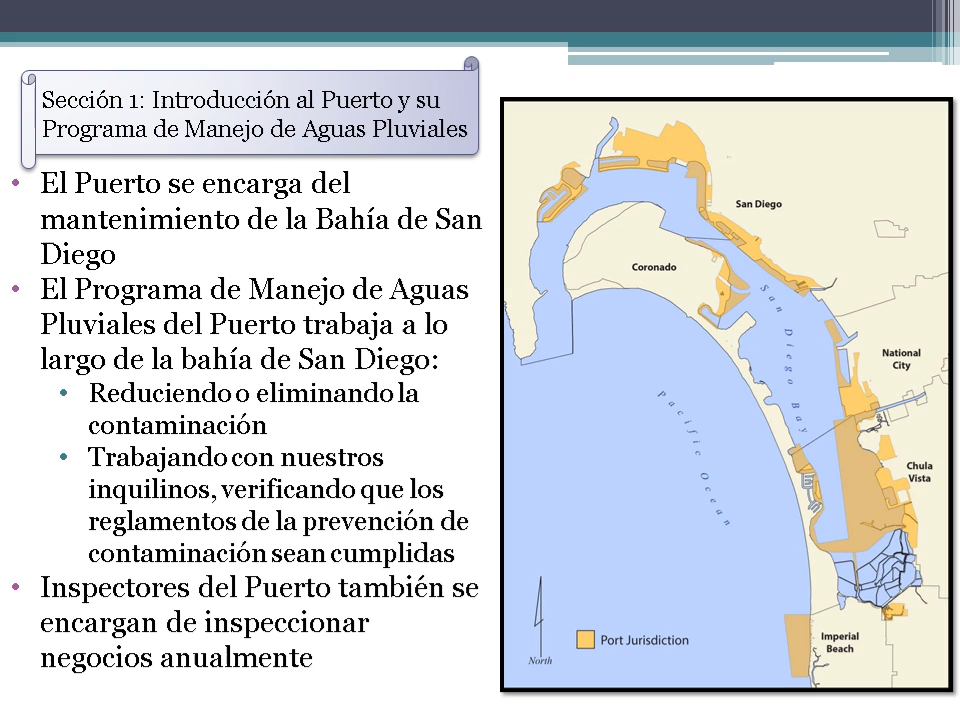 Sección 1: Introducción al Puerto y su
Programa de Manejo de Aguas Pluviales
• El Puerto se encarga del
mantenimiento de la Bahía de San
Diego
• El Programa de Manejo de Aguas
Pluviales del Puerto trabaja a lo
largo de la bahía de San Diego:
• Reduciendo o eliminando la
contaminación
• Trabajando con nuestros
inquilinos, verificando que los
reglamentos de la prevención de
contaminación sean cumplidas
• Inspectores del Puerto también se
encargan de inspeccionar
negocios anualmente
San Diego
Coronado
San Diego Bay
National
City
Pacific Ocean
Chula
Vista
Port Jurisdiction
Imperial
Beach
North